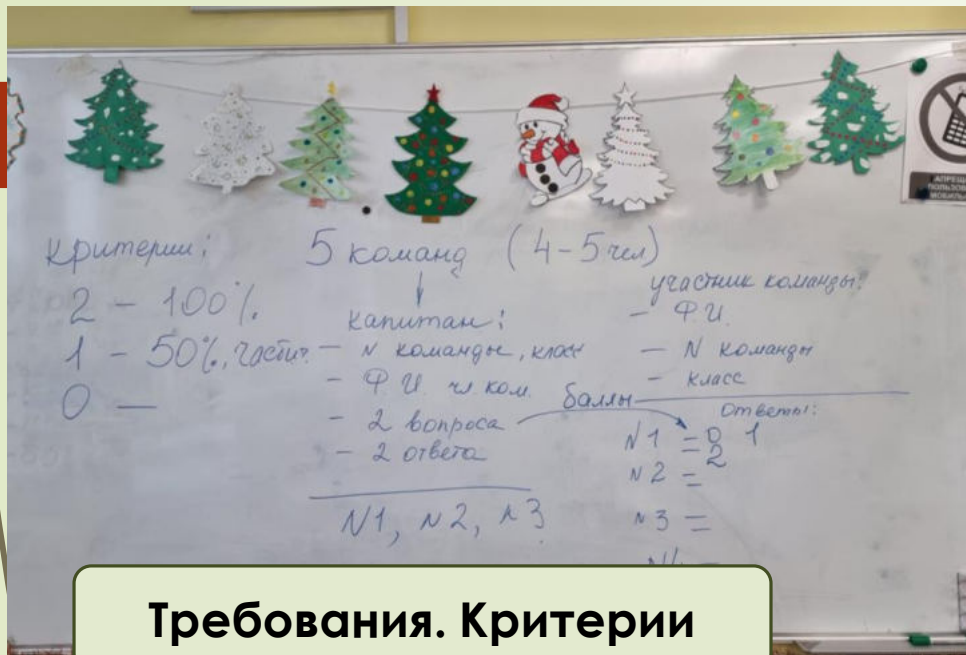 критерии:
2 – 100%.
1 – 50%, части.
0 —
5 команд (4-5 чел)
капитан:
– N команды, класс
– Ф. И. чл. ком.
– 2 вопроса
– 2 ответа
N1, N2, N3
участник команды:
– Ф.И.
– N команды
– класс
баллы
ответы:
N1 = 0 1
2
N2 =
N3 =
Требования. Критерии